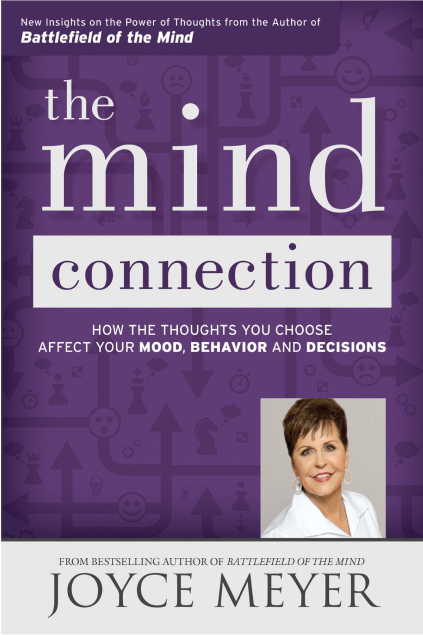 New Insights on the Power of Thoughts from the Author of
Battlefield of the Mind
the
mind
connection
HOW THE THOUGHTS YOU CHOOSE
AFFECT YOUR MOOD, BEHAVIOR AND DECISIONS
FROM BESTSELLING AUTHOR OF BATTLEFIELD OF THE MIND
JOYCE MEYER